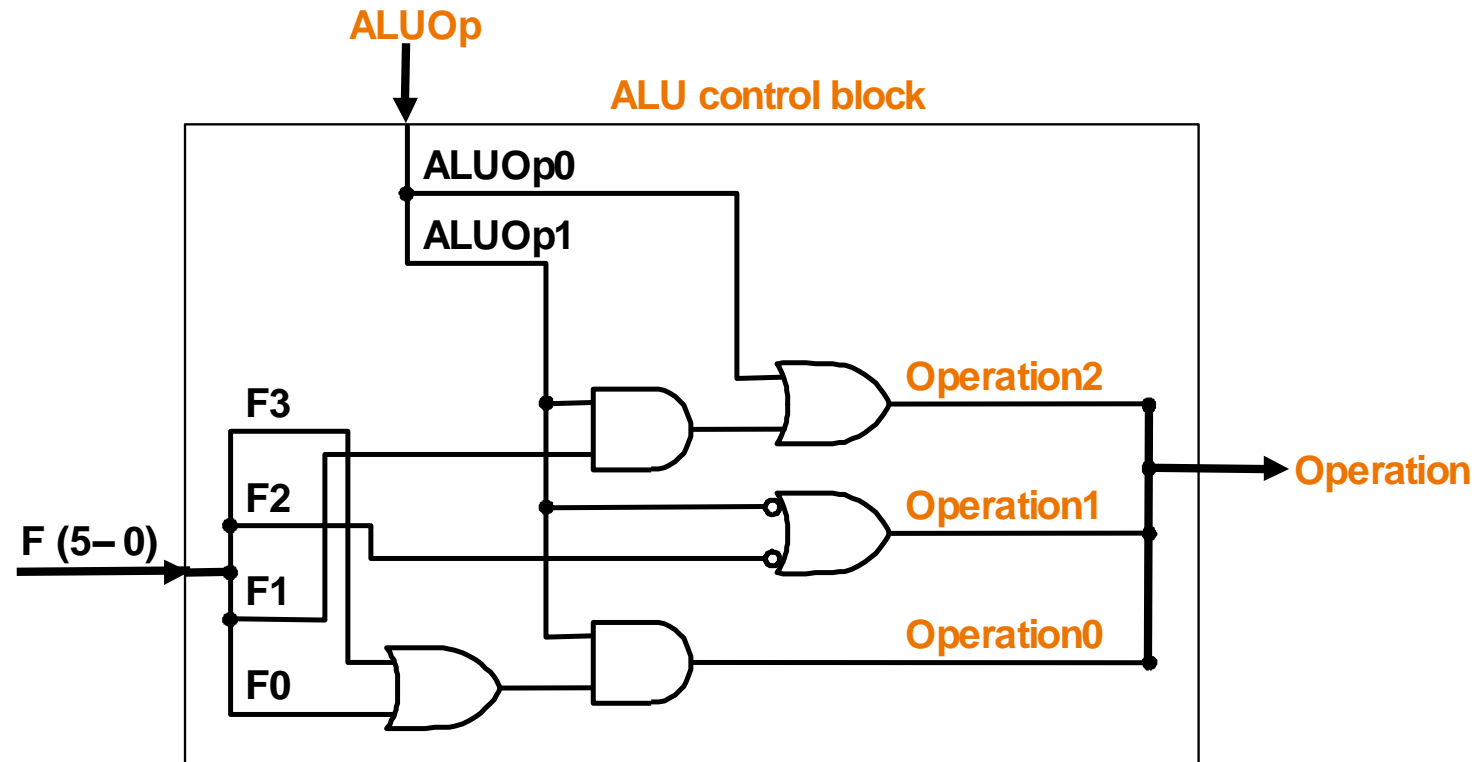 ALUOp
ALU control block
ALUOp0
ALUOp1
Operation2
F3
F2
Operation1
Operation
F (5–0)
F1
Operation0
F0